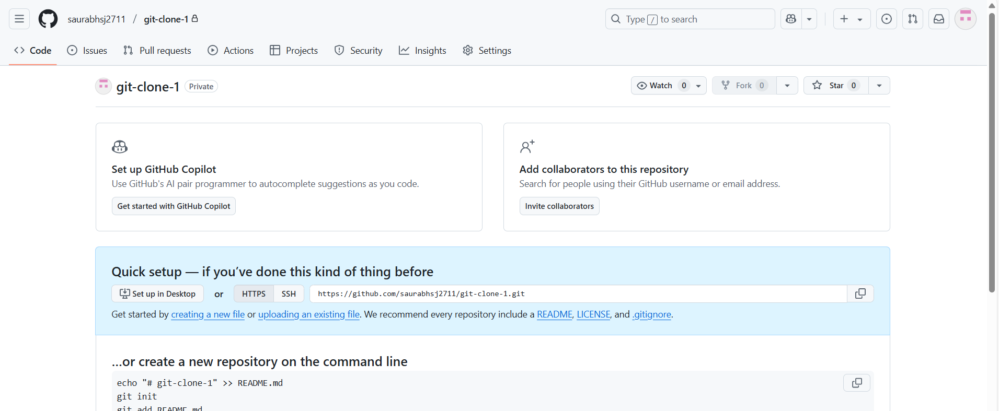 saurabhsj2711 / git-clone-1
Type / to search
Code Issues Pull requests Actions Projects Security Insights Settings
git-clone-1 Private
Watch 0 Fork 0 Star 0
Set up GitHub Copilot
Use GitHub's AI pair programmer to autocomplete suggestions as you code.
Get started with GitHub Copilot
Add collaborators to this repository
Search for people using their GitHub username or email address.
Invite collaborators
Quick setup — if you’ve done this kind of thing before
Set up in Desktop or HTTPS SSH https://github.com/saurabhsj2711/git-clone-1.git
Get started by creating a new file or uploading an existing file. We recommend every repository include a README, LICENSE, and .gitignore.
…or create a new repository on the command line
echo "# git-clone-1" >> README.md
git init
git add README.md